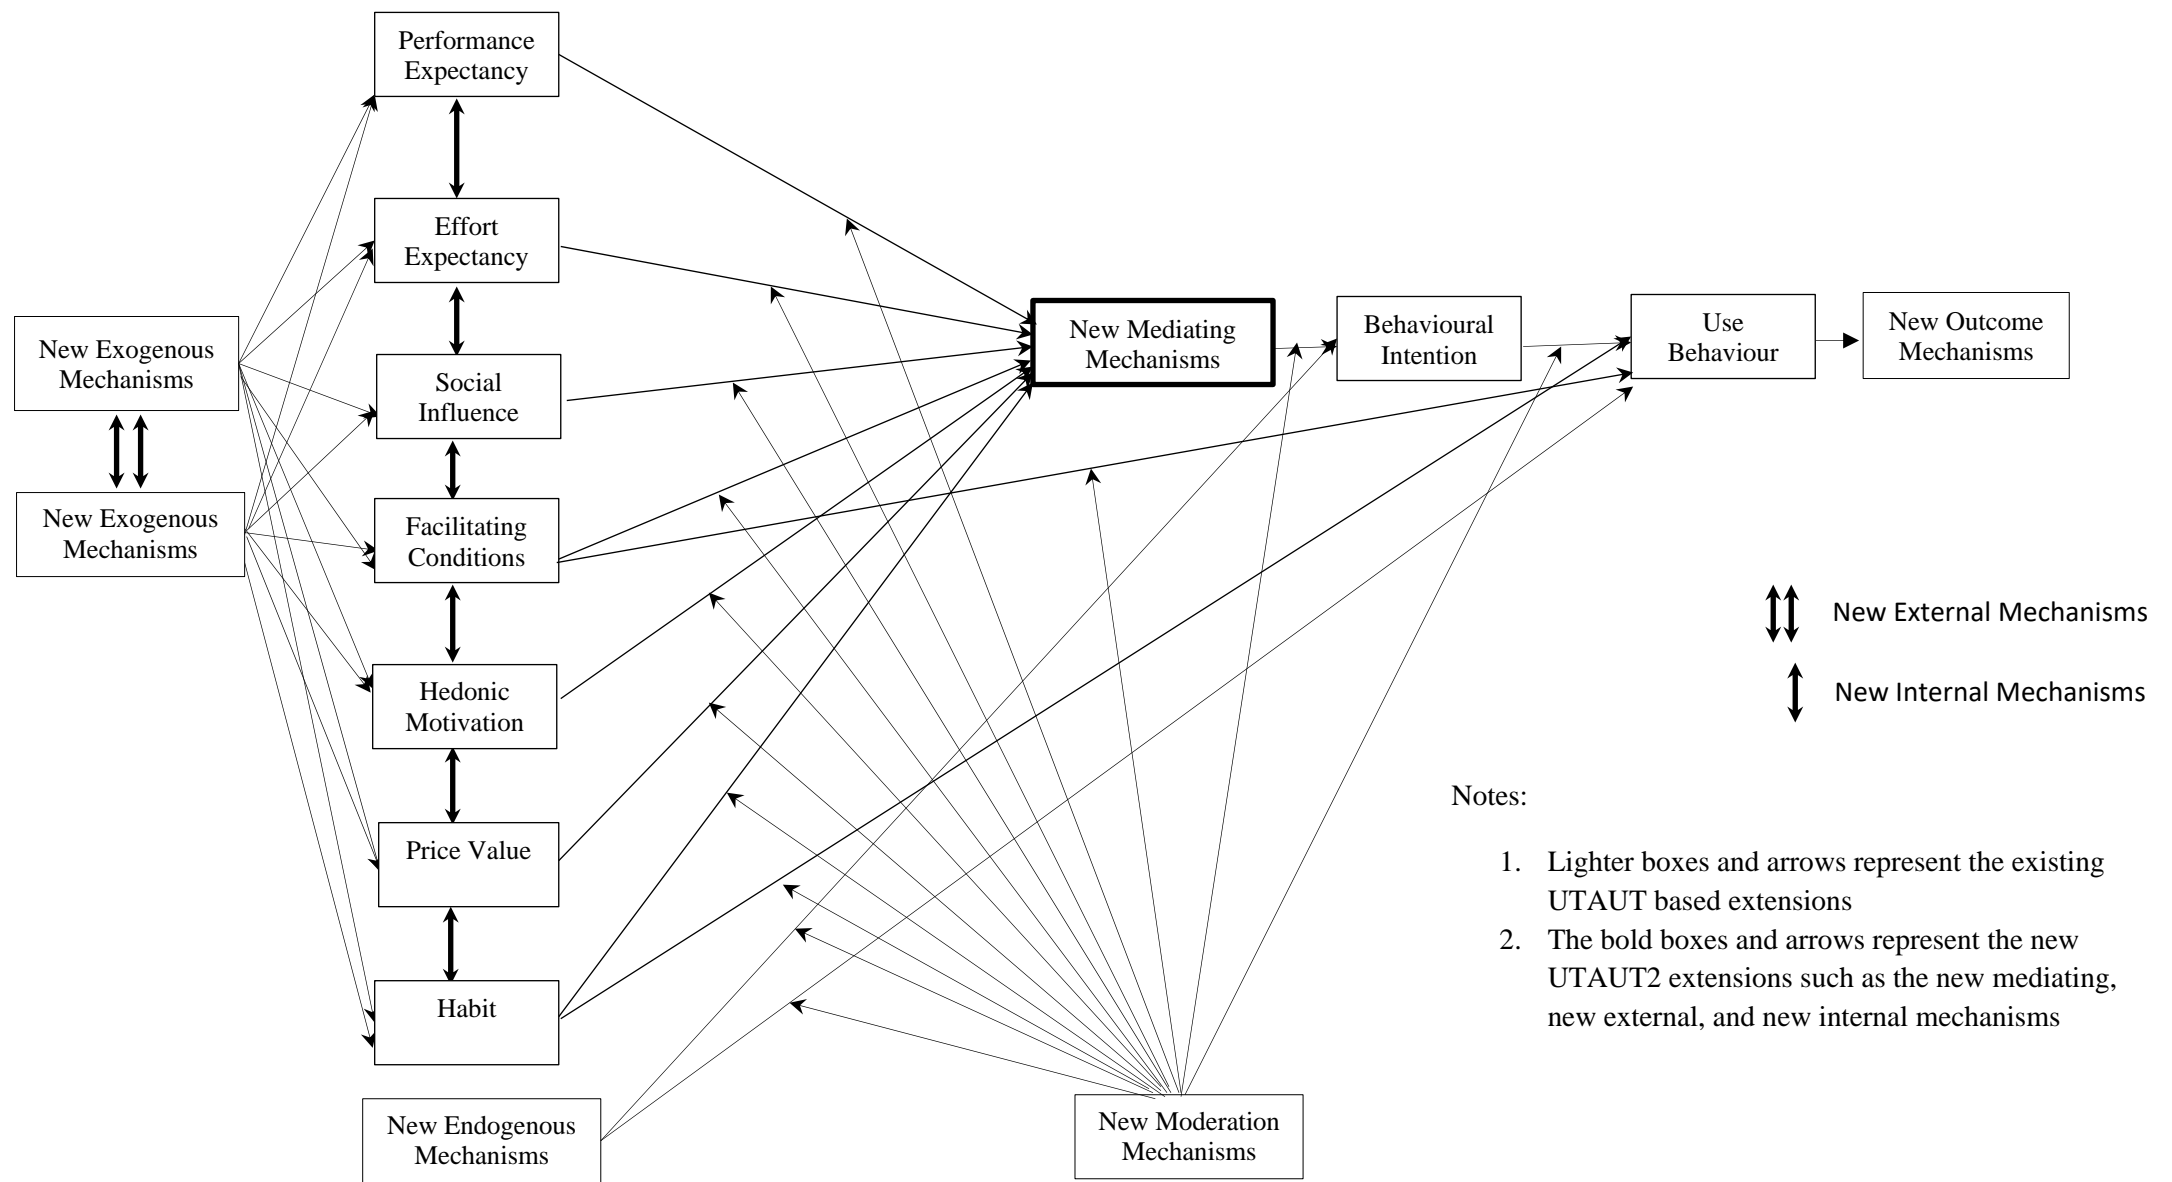 Performance
Expectancy
Effort
Expectancy
New Exogenous
Mechanisms
Social
Influence
New Exogenous
Mechanisms
Facilitating
Conditions
Hedonic
Motivation
Price Value
Habit
New Endogenous
Mechanisms
New Mediating
Mechanisms
Behavioural
Intention
Use
Behaviour
New Outcome
Mechanisms
New Moderation
Mechanisms
New External Mechanisms
New Internal Mechanisms
Notes:
1. Lighter boxes and arrows represent the existing
UTAUT based extensions
2. The bold boxes and arrows represent the new
UTAUT2 extensions such as the new mediating,
new external, and new internal mechanisms